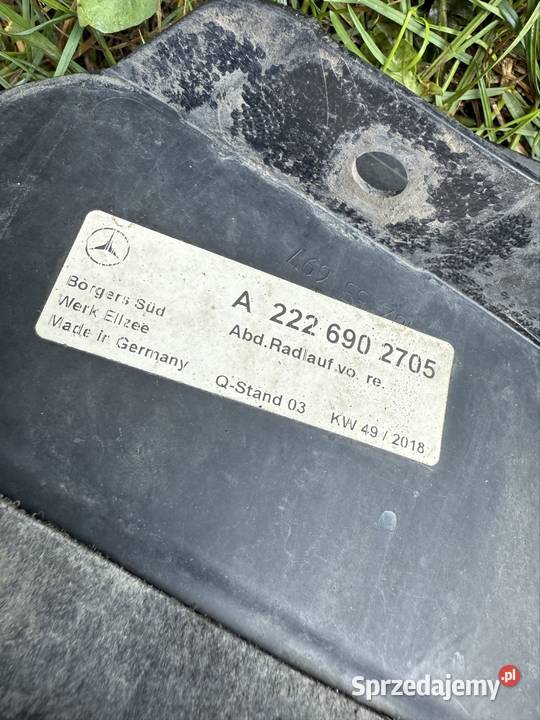 Börgers Süd
Werk Ellzee
Made in Germany
A 222 690 2705
Abd.Radlauf vo. re.
Q-Stand 03 KW 49 / 2018
Sprzedajemy.pl